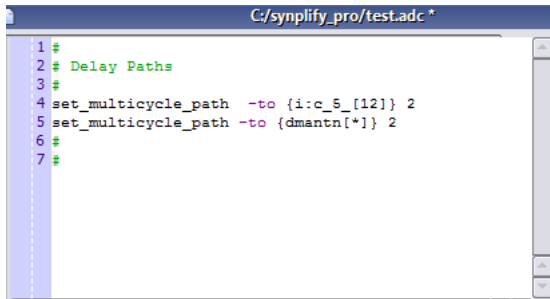 C:/synplify_pro/test.adc *
1 #
2 # Delay Paths
3 #
4 set_multicycle_path  -to {i:c_5_[12]} 2
5 set_multicycle_path -to {dmantn[*]} 2
6 #
7 #